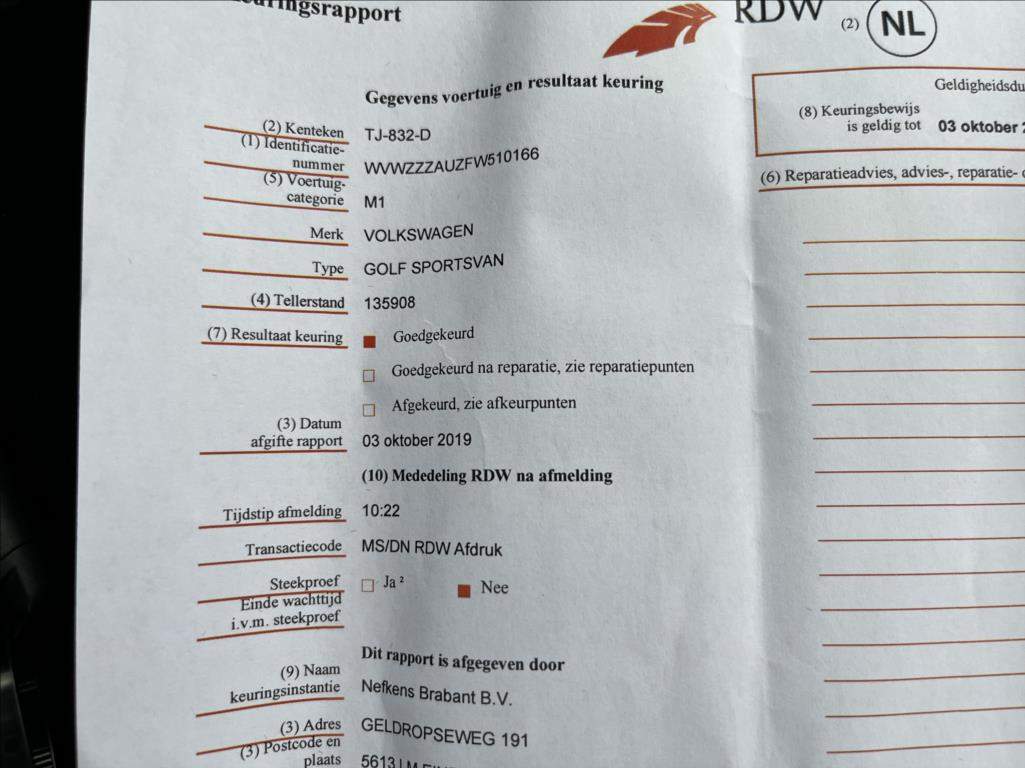 uringsrapport
RDW
(2) NL
Gegevens voertuig en resultaat keuring
(2) Kenteken TJ-832-D
(1) Identificatie-
nummer WVWZZZAUZFW510166
(5) Voertuig-
categorie M1
Merk VOLKSWAGEN
Type GOLF SPORTSVAN
(4) Tellerstand 135908
(7) Resultaat keuring Goedgekeurd
Goedgekeurd na reparatie, zie reparatiepunten
Afgekeurd, zie afkeurpunten
(3) Datum
afgifte rapport 03 oktober 2019
(10) Mededeling RDW na afmelding
Tijdstip afmelding 10:22
Transactiecode MS/DN RDW Afdruk
Steekproef Ja ² Nee
Einde wachttijd
i.v.m. steekproef
Dit rapport is afgegeven door
(9) Naam
keuringsinstantie Nefkens Brabant B.V.
(3) Adres GELDROPSEWEG 191
(3) Postcode en
plaats 5613
Geldigheidsdu
(8) Keuringsbewijs
is geldig tot 03 oktober
(6) Reparatieadvies, advies-, reparatie-